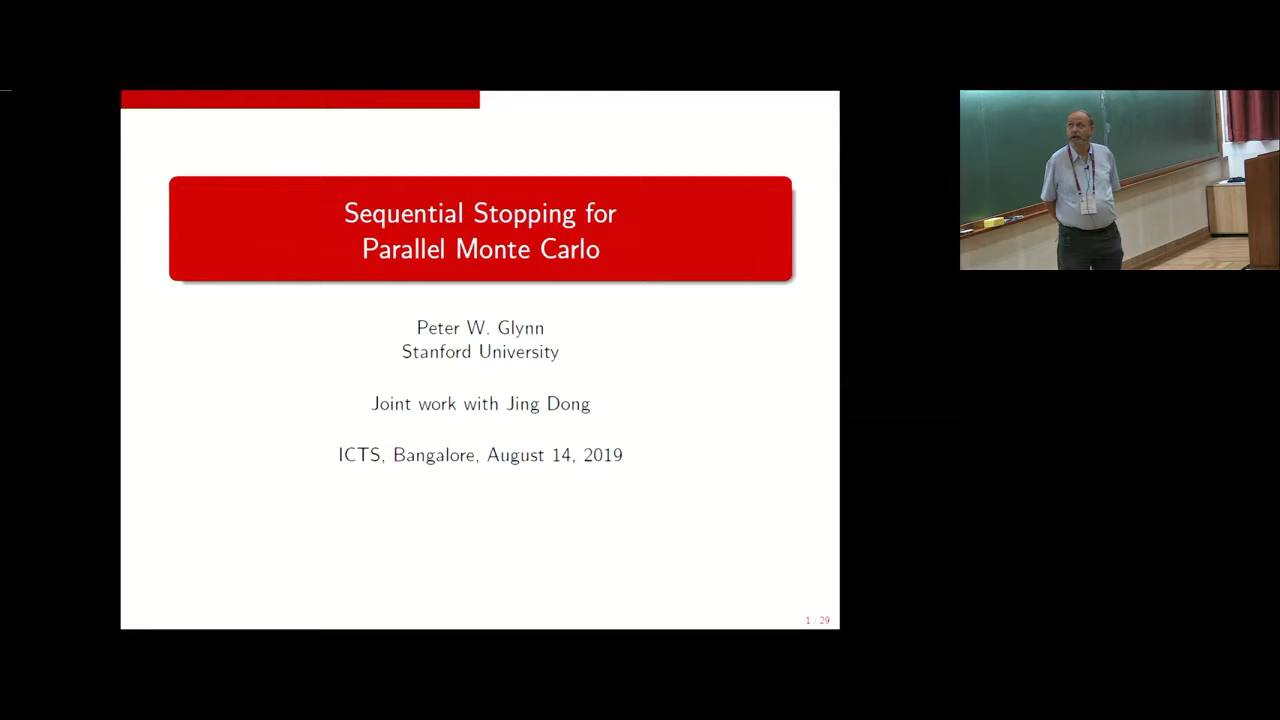 Sequential Stopping for
Parallel Monte Carlo
Peter W. Glynn
Stanford University
Joint work with Jing Dong
ICTS, Bangalore, August 14, 2019
1 / 29